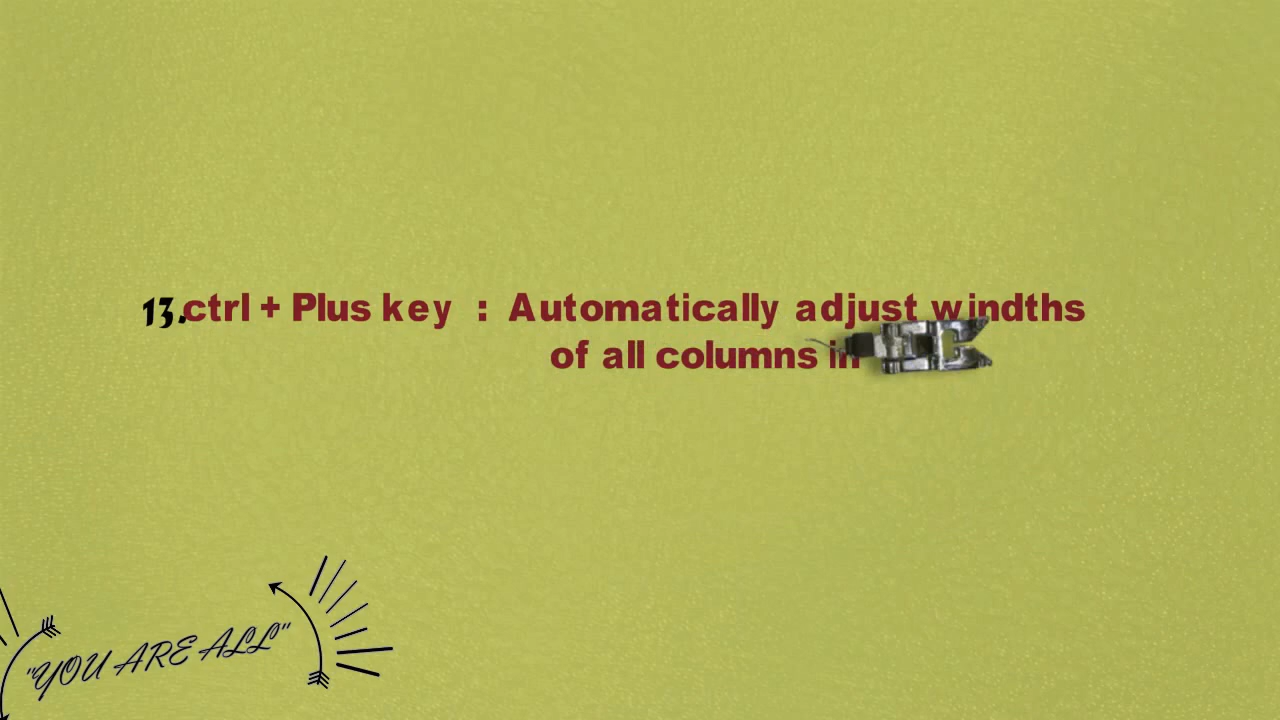 13.ctrl + Plus key : Automatically adjust windths
of all columns in
"YOU ARE ALL"